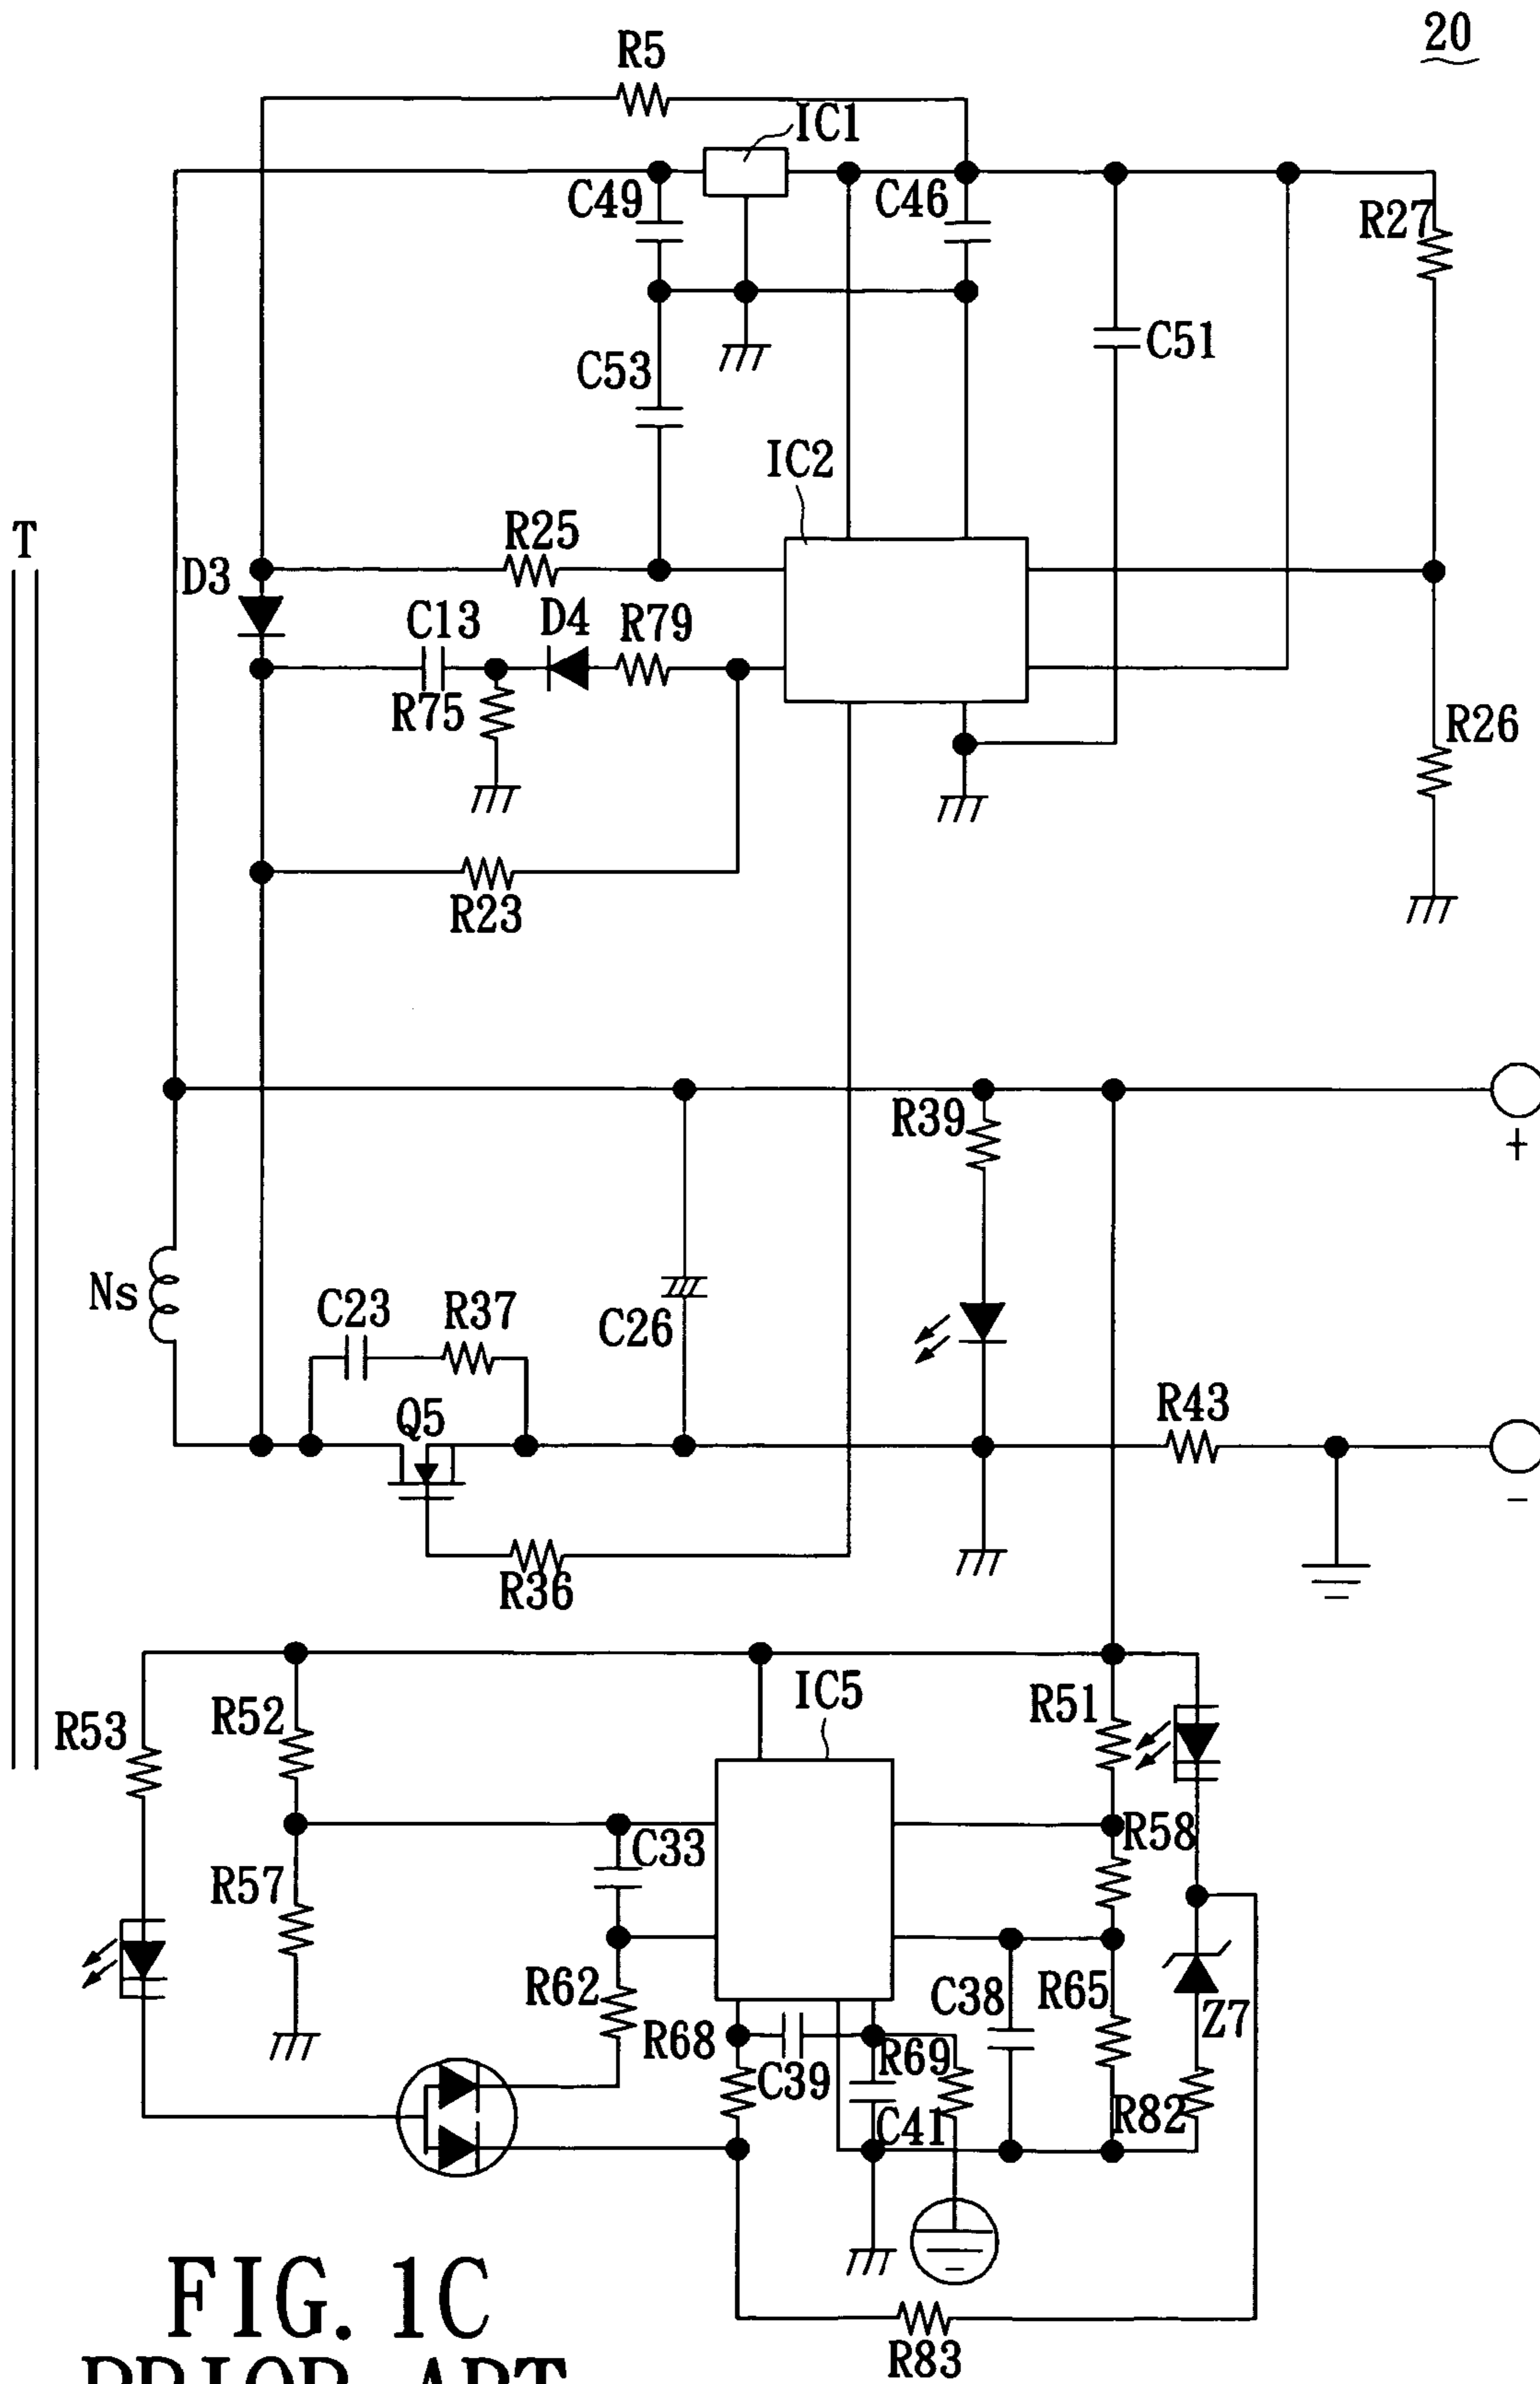 20
R5
IC1
C49
C46
R27
C51
C53
IC2
T
R25
D3
C13
D4
R79
R75
R26
R23
R39
+
Ns
C23
R37
C26
Q5
R43
-
R36
IC5
R53
R52
R51
R58
C33
R57
R62
C38
R65
R68
R69
Z7
C39
C41
R82
FIG. 1C
R83
PRIOR ART